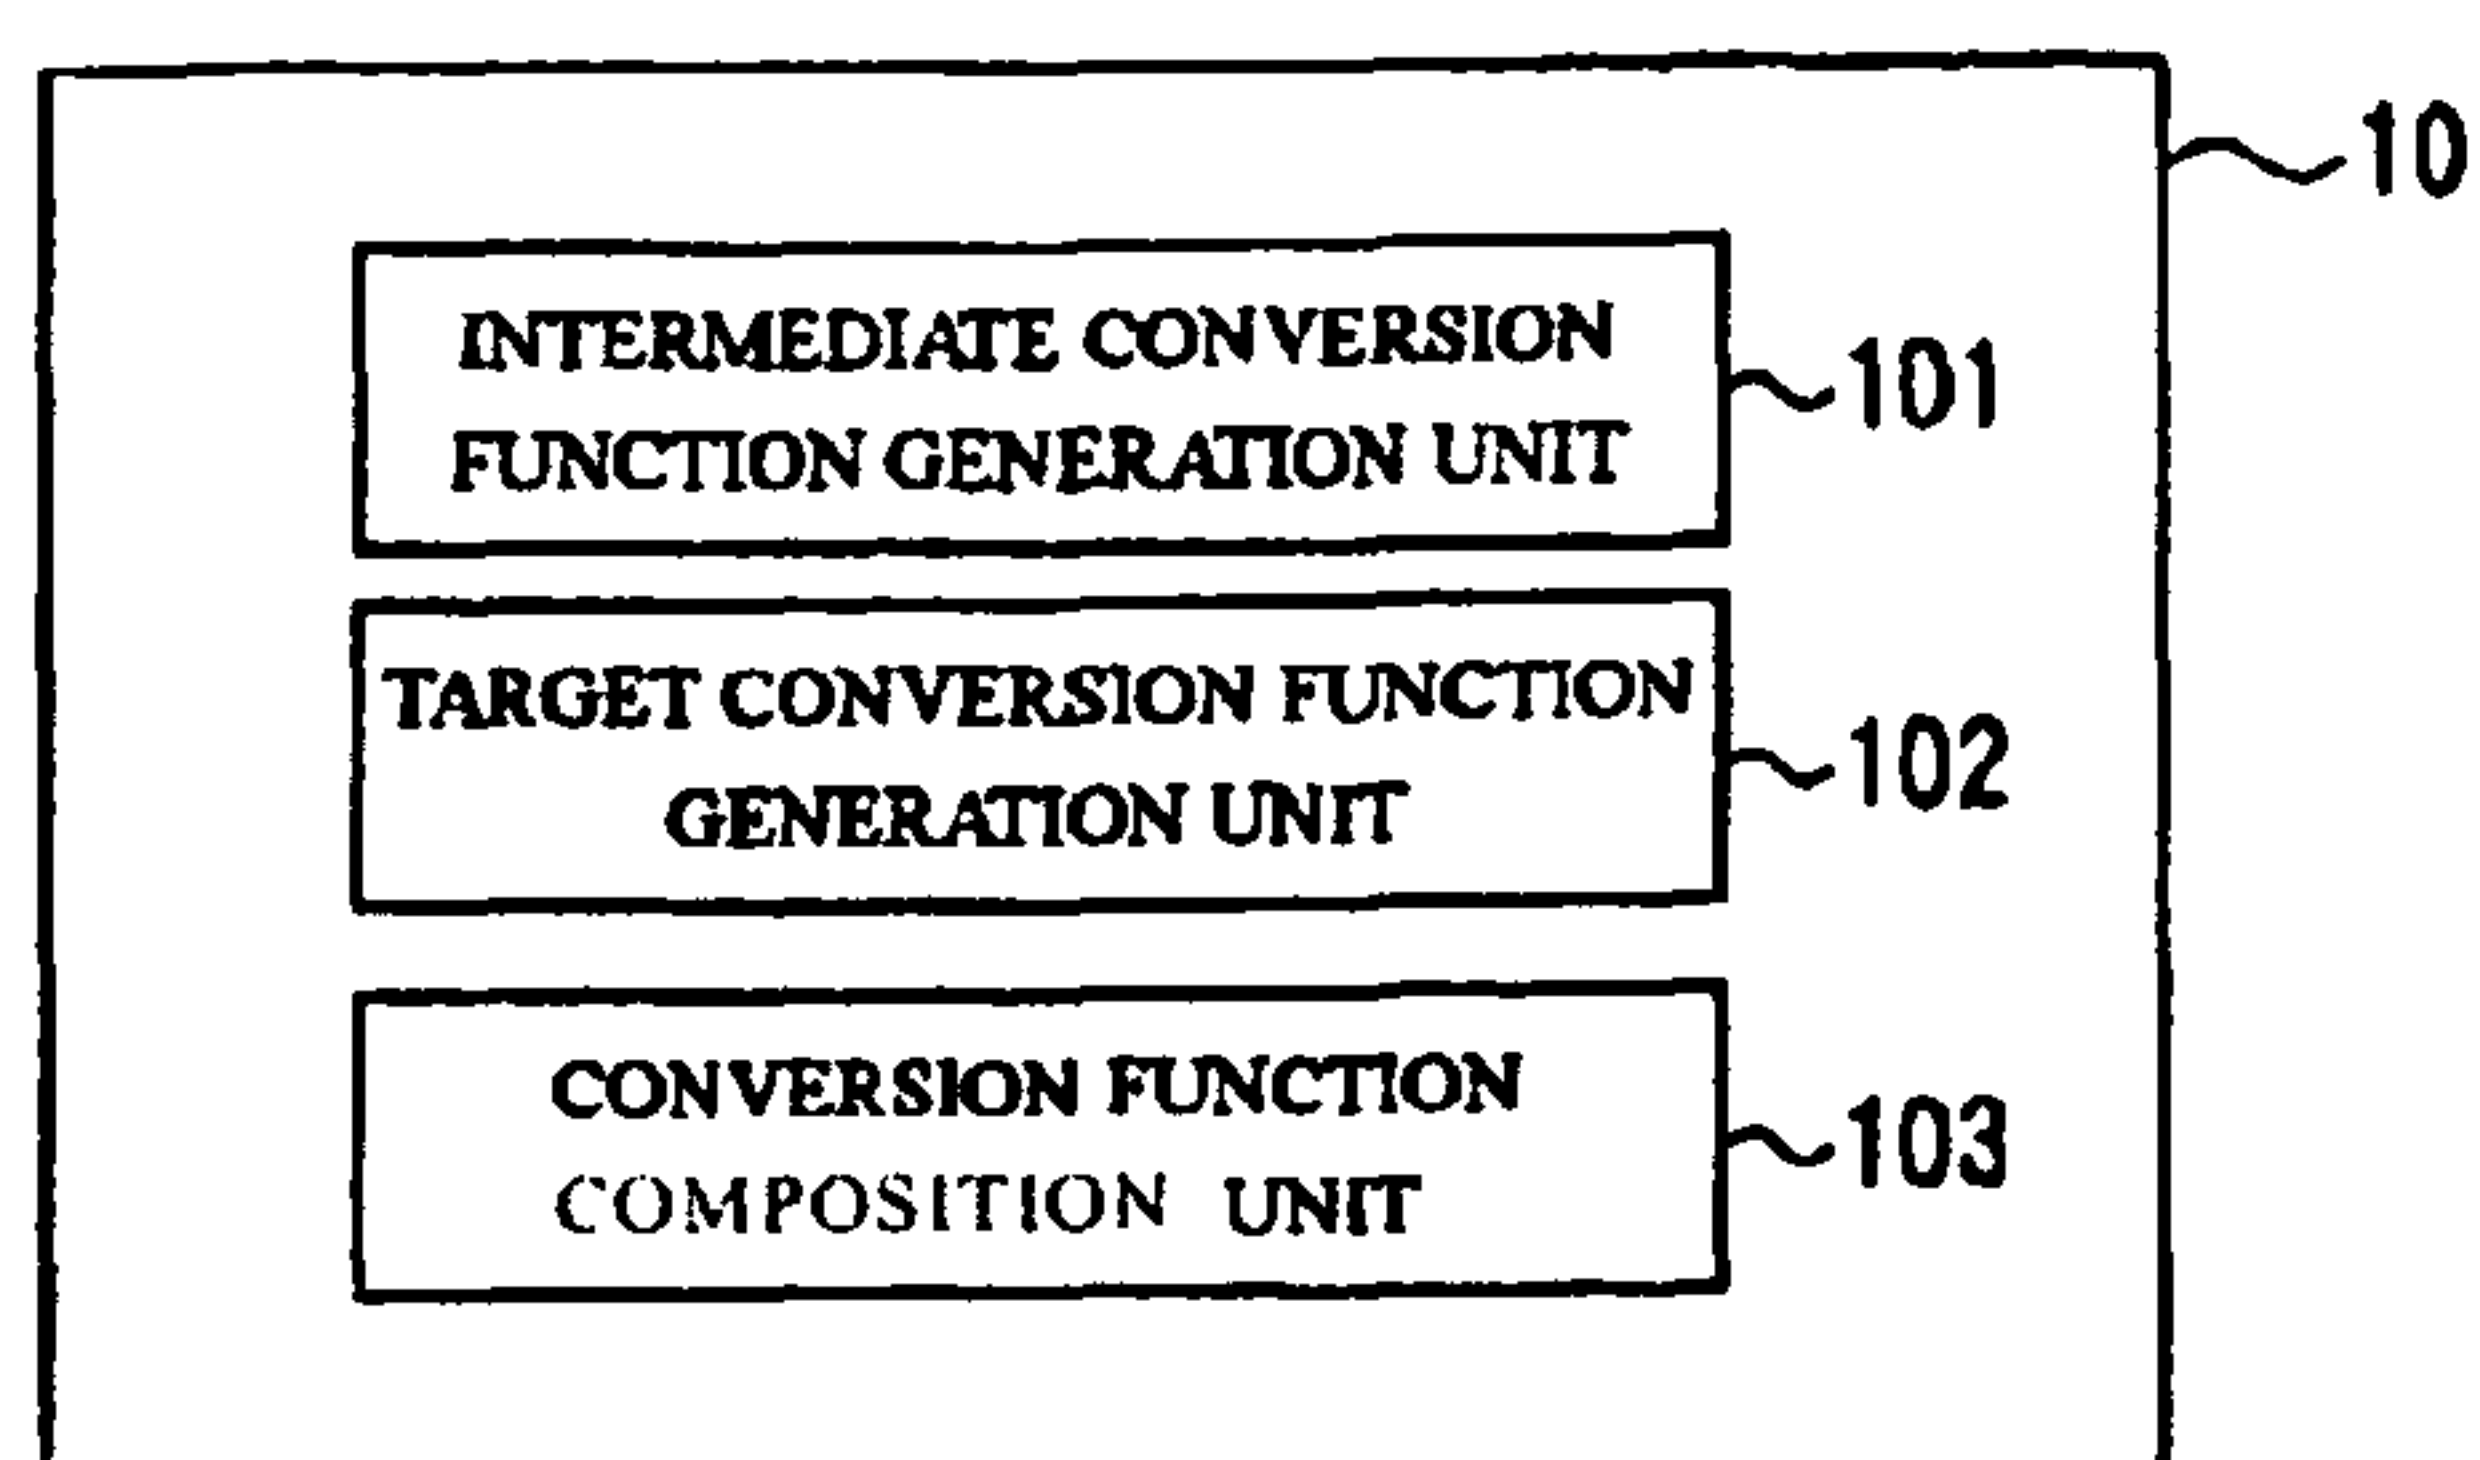 10
INTERMEDIATE CONVERSION
FUNCTION GENERATION UNIT
101
TARGET CONVERSION FUNCTION
GENERATION UNIT
102
CONVERSION FUNCTION
COMPOSITION UNIT
103